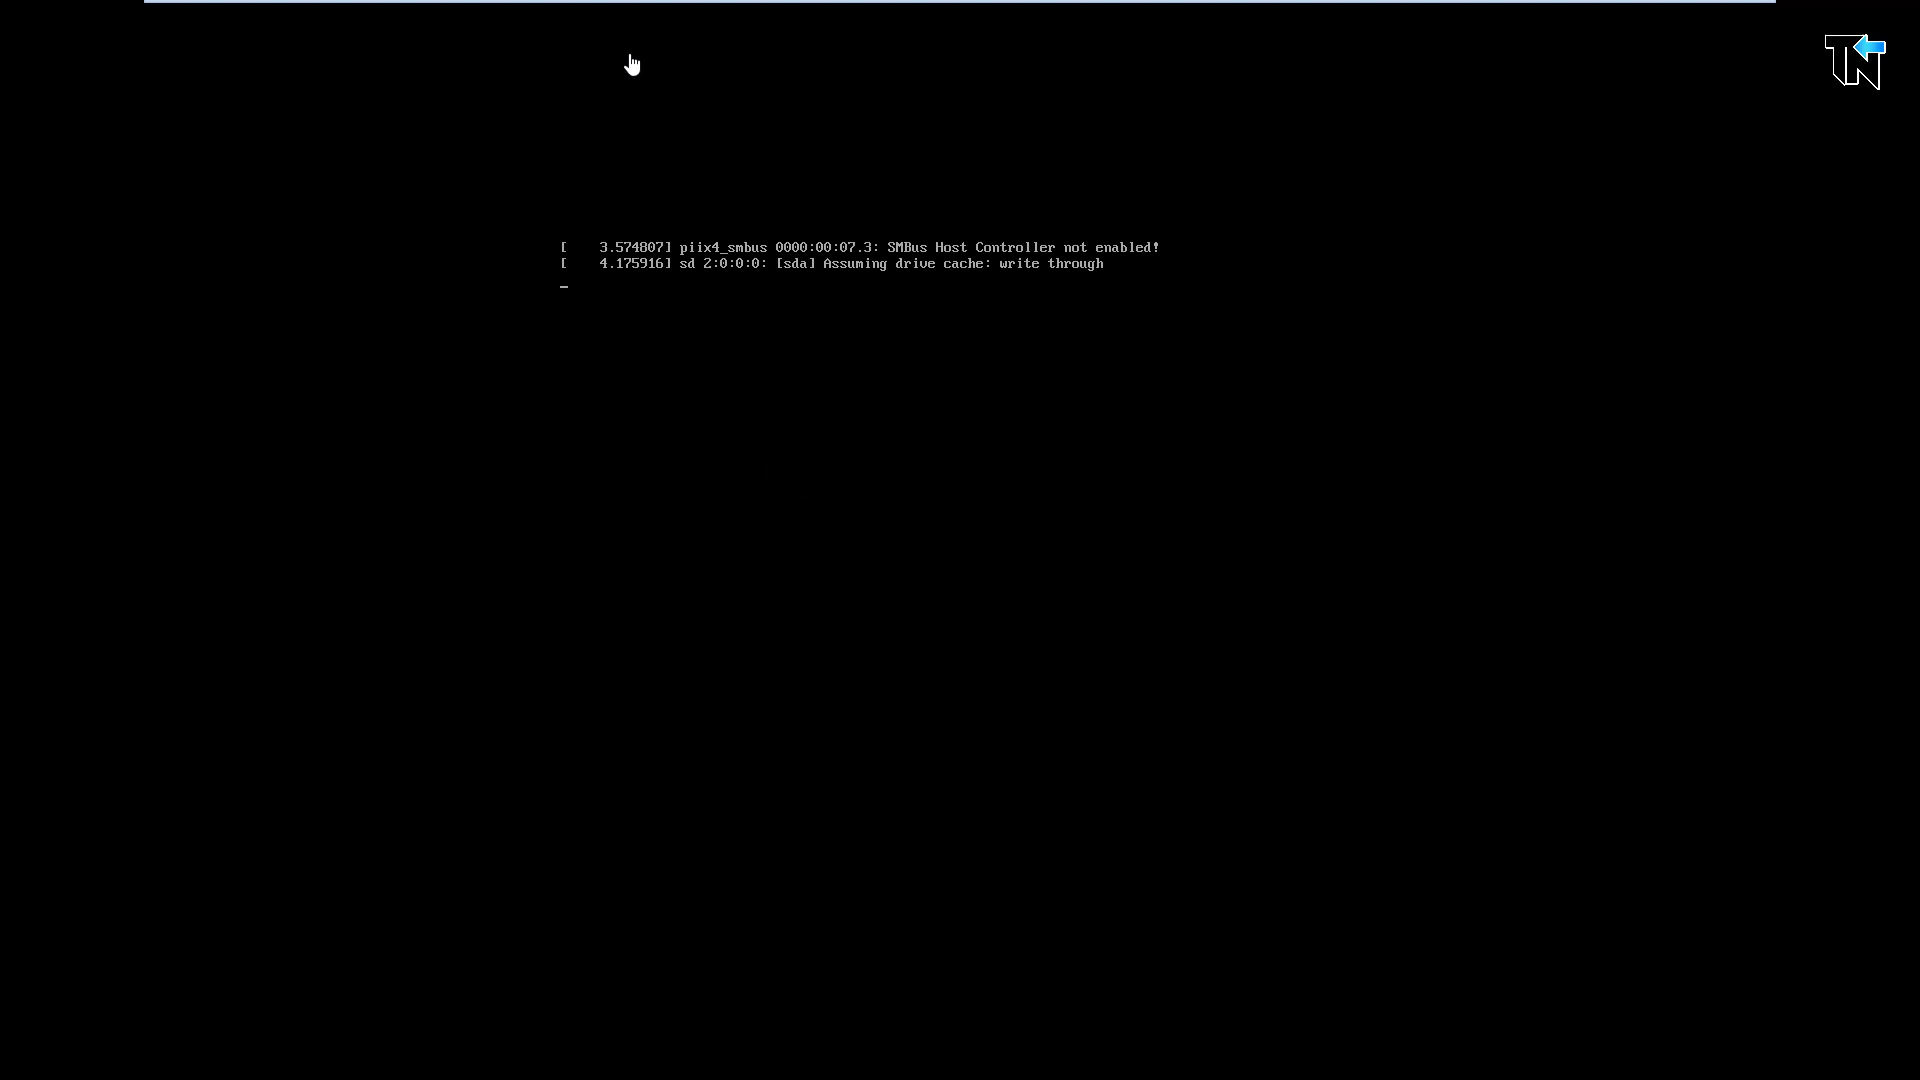 TN
[    3.574807] piix4_smbus 0000:00:07.3: SMBus Host Controller not enabled!
[    4.175916] sd 2:0:0:0: [sda] Assuming drive cache: write through
_